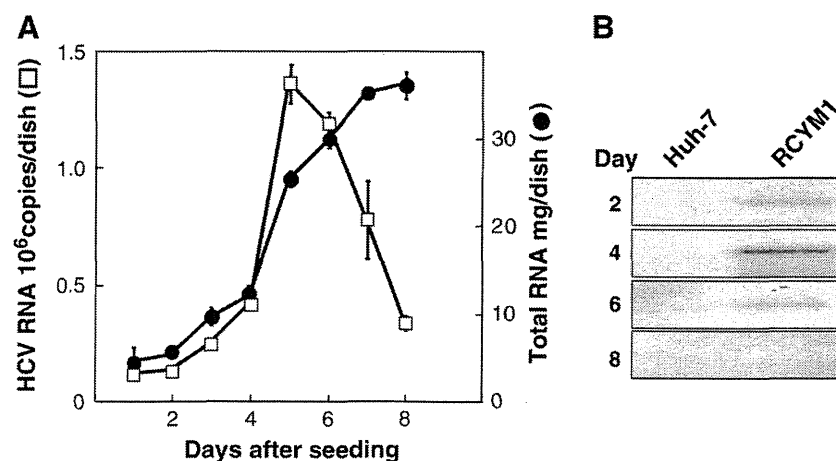 A
HCV RNA 10⁶copies/dish (□)
1.5
1.0
0.5
0
2
4
6
8
Days after seeding
30
20
10
0
Total RNA mg/dish (●)
B
Day
Huh-7
RCYM1
2
4
6
8